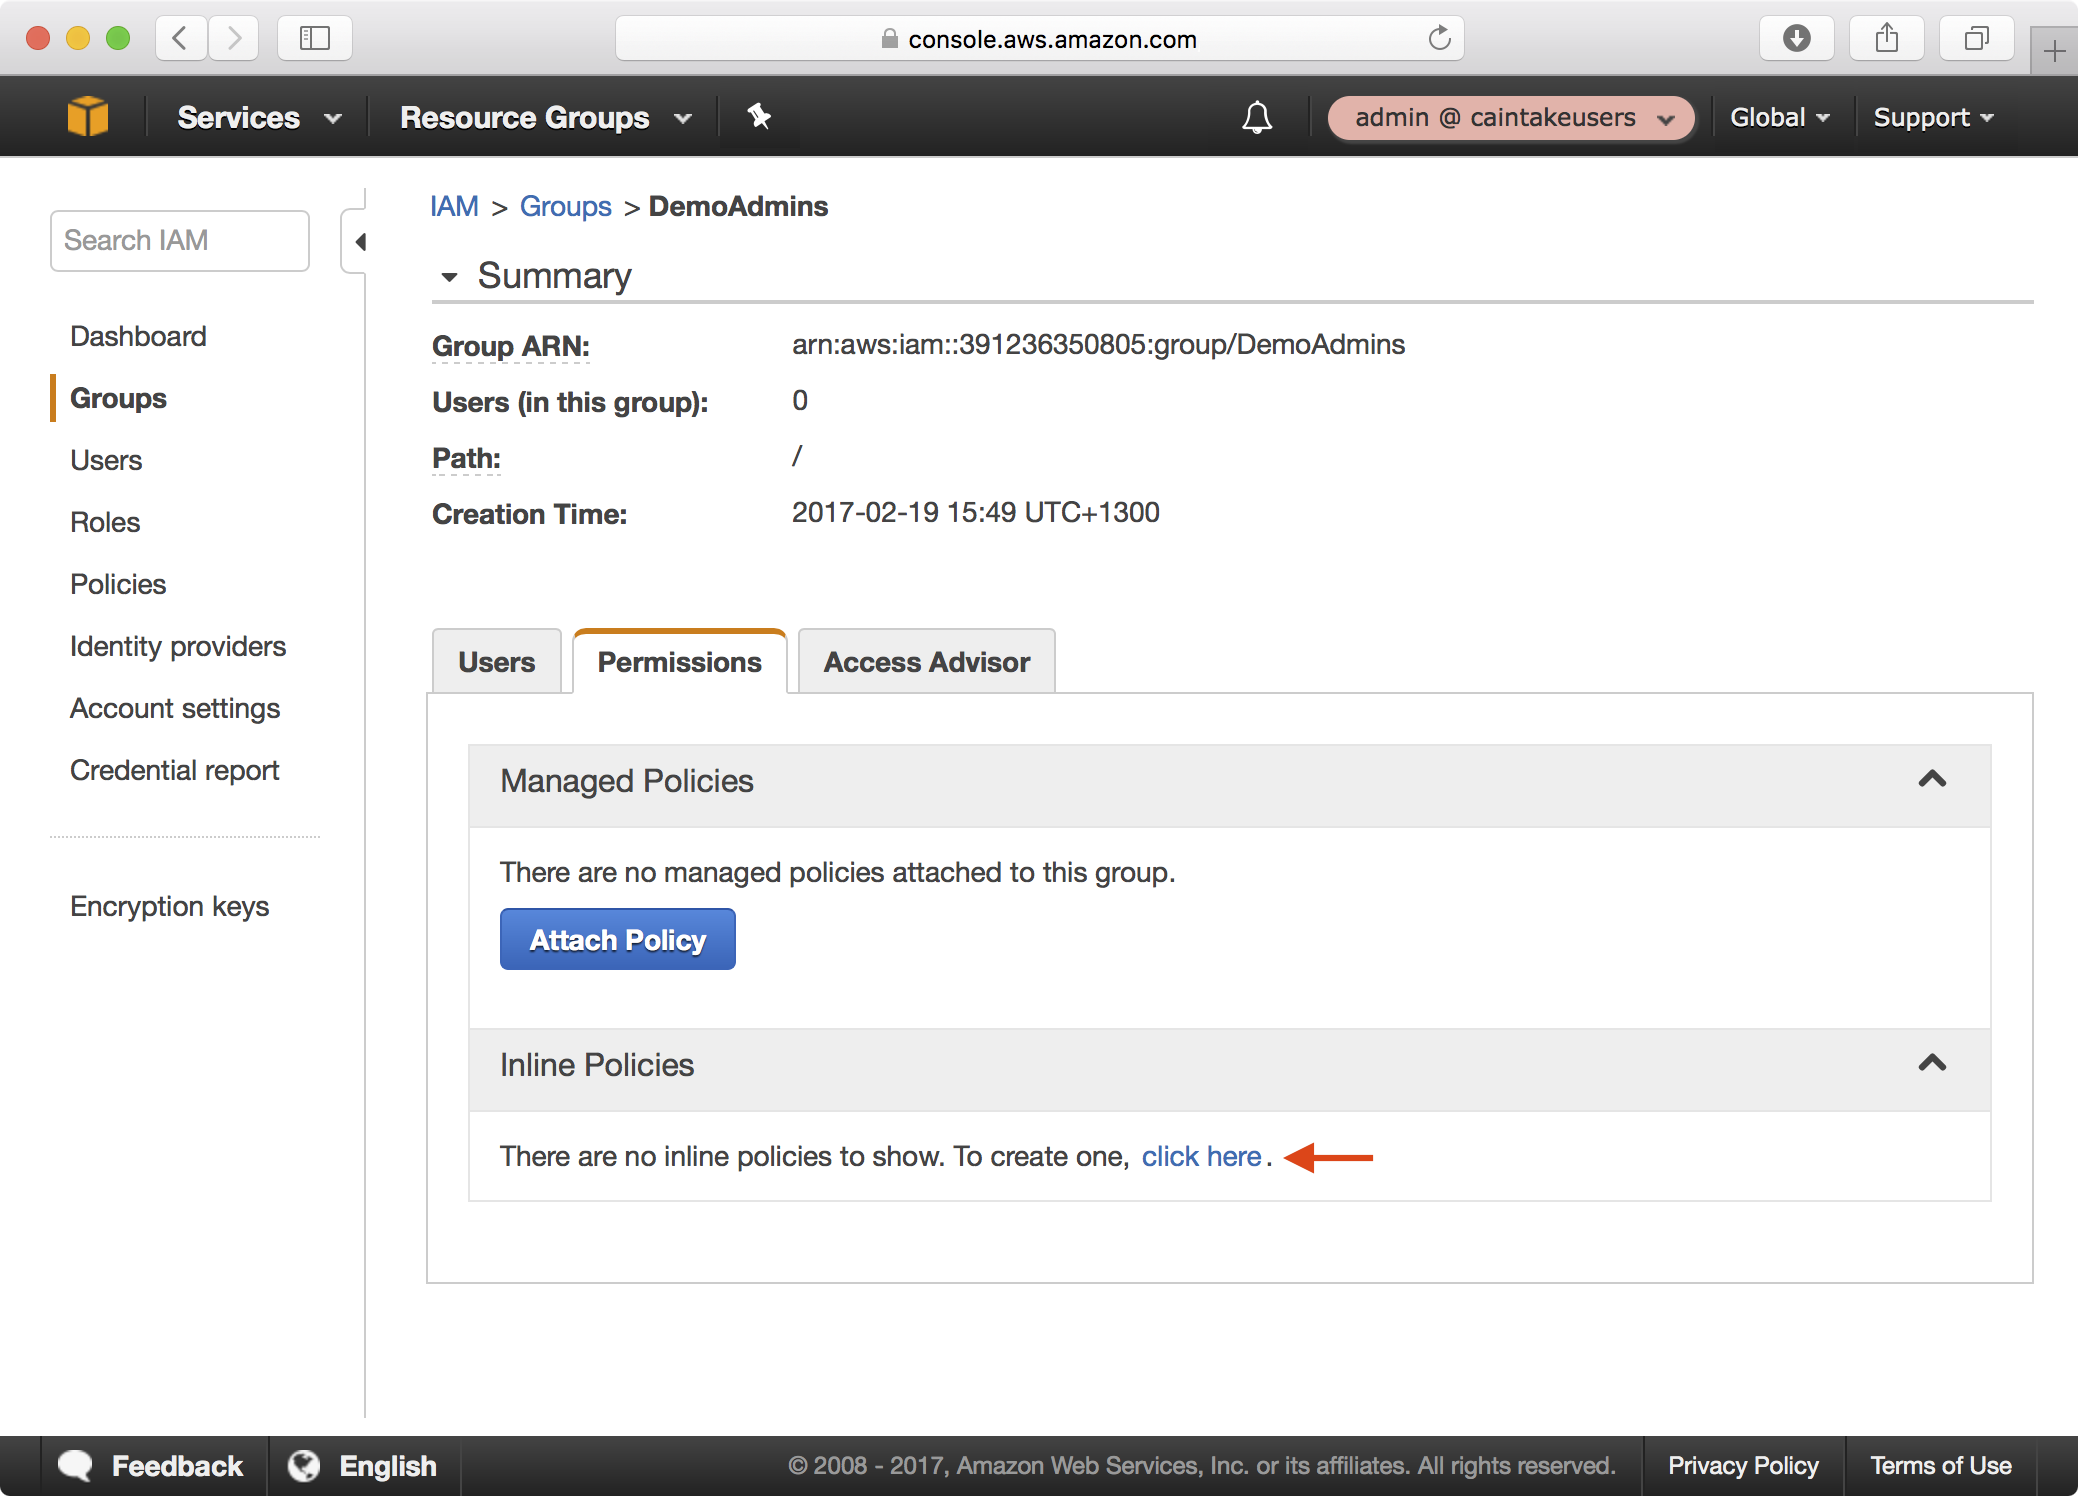 console.aws.amazon.com
Services Resource Groups admin @ caintakeusers Global Support
Search IAM
Dashboard
Groups
Users
Roles
Policies
Identity providers
Account settings
Credential report
Encryption keys
IAM > Groups > DemoAdmins
Summary
Group ARN: arn:aws:iam::391236350805:group/DemoAdmins
Users (in this group): 0
Path: /
Creation Time: 2017-02-19 15:49 UTC+1300
Users Permissions Access Advisor
Managed Policies
There are no managed policies attached to this group.
Attach Policy
Inline Policies
There are no inline policies to show. To create one, click here.
Feedback English © 2008 - 2017, Amazon Web Services, Inc. or its affiliates. All rights reserved. Privacy Policy Terms of Use